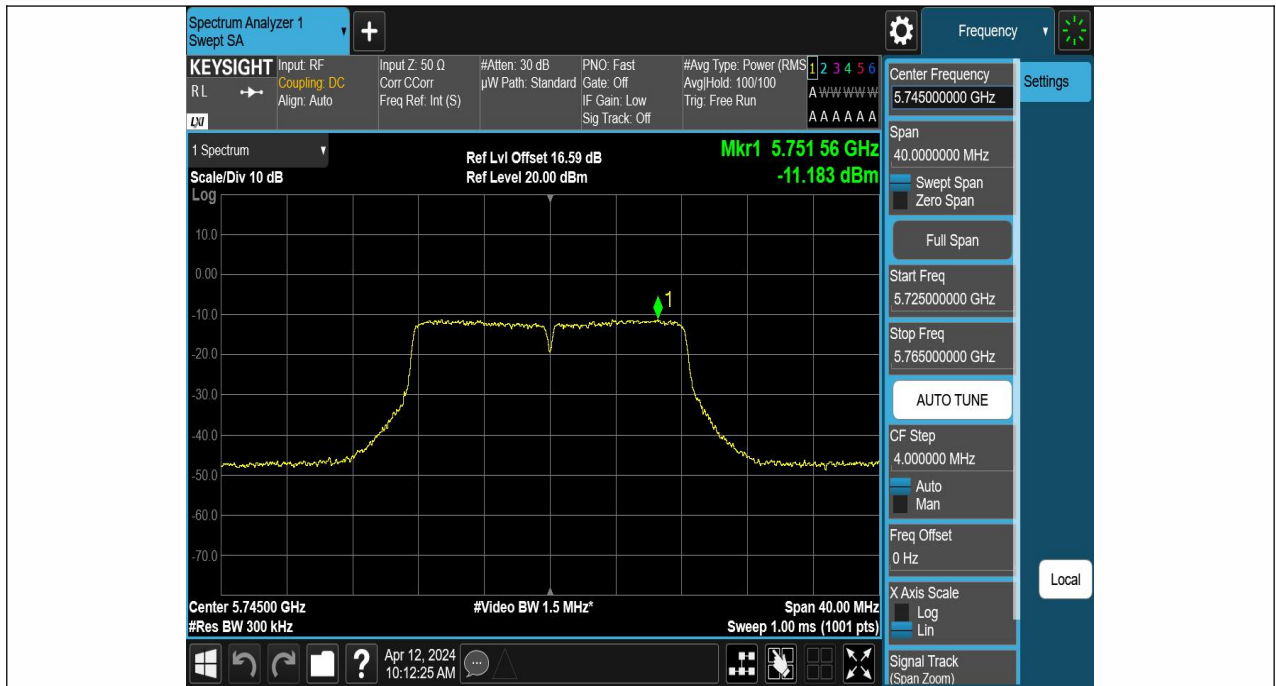 Spectrum Analyzer 1
Swept SA
+
Frequency
KEYSIGHT
RL
LXI
Input: RF
Coupling: DC
Align: Auto
Input Z: 50 Ω
Corr CCorr
Freq Ref: Int (S)
#Atten: 30 dB
µW Path: Standard
PNO: Fast
Gate: Off
IF Gain: Low
Sig Track: Off
#Avg Type: Power (RMS
Avg|Hold: 100/100
Trig: Free Run
1 2 3 4 5 6
A W W W W W
A A A A A A
1 Spectrum
Scale/Div 10 dB
Log
Ref Lvl Offset 16.59 dB
Ref Level 20.00 dBm
Mkr1 5.751 56 GHz
-11.183 dBm
10.0
0.00
-10.0
-20.0
-30.0
-40.0
-50.0
-60.0
-70.0
1
Center 5.74500 GHz
#Res BW 300 kHz
#Video BW 1.5 MHz*
Span 40.00 MHz
Sweep 1.00 ms (1001 pts)
?
Apr 12, 2024
10:12:25 AM
Center Frequency
5.745000000 GHz
Span
40.0000000 MHz
Swept Span
Zero Span
Full Span
Start Freq
5.725000000 GHz
Stop Freq
5.765000000 GHz
AUTO TUNE
CF Step
4.000000 MHz
Auto
Man
Freq Offset
0 Hz
X Axis Scale
Log
Lin
Signal Track
(Span Zoom)
Settings
Local